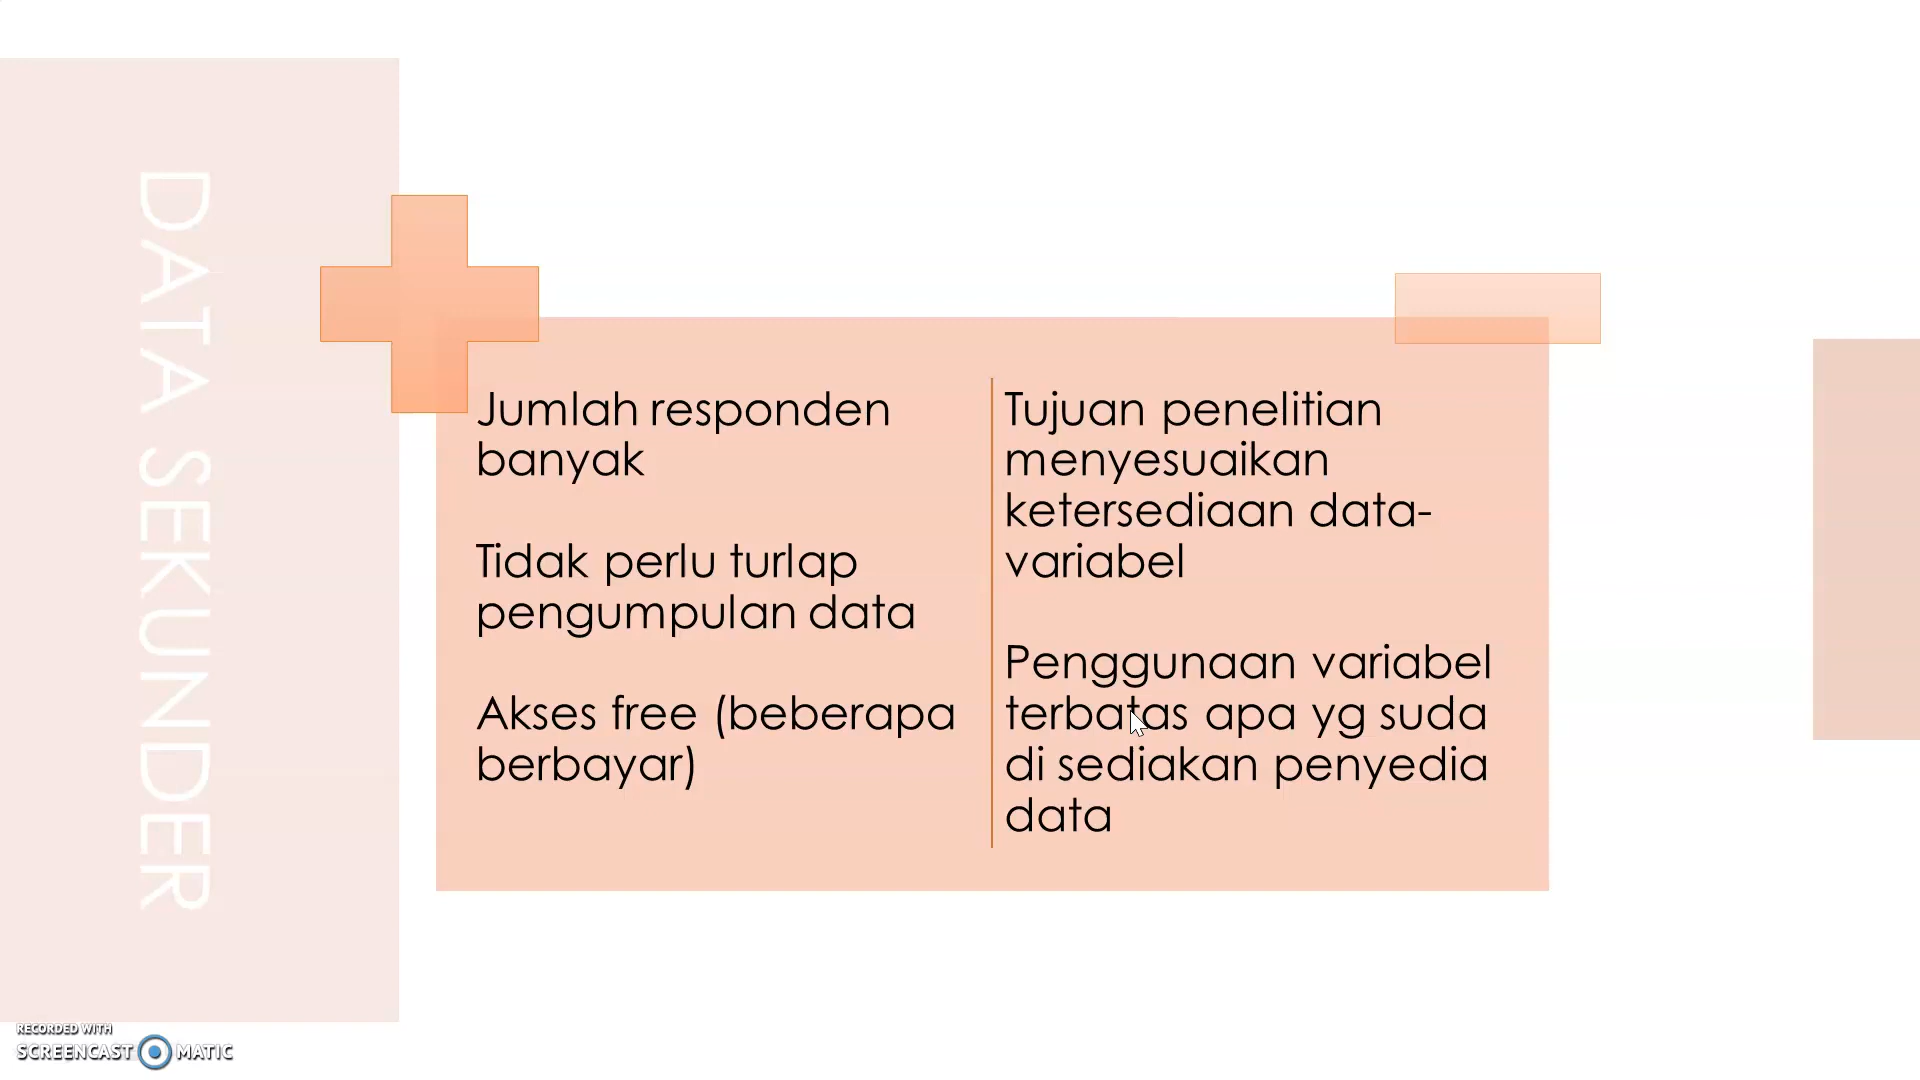 DATA SEKUNDER
Jumlah responden
banyak
Tidak perlu turlap
pengumpulan data
Akses free (beberapa
berbayar)
Tujuan penelitian
menyesuaikan
ketersediaan data-
variabel
Penggunaan variabel
terbatas apa yg suda
di sediakan penyedia
data
RECORDED WITH
SCREENCAST MATIC